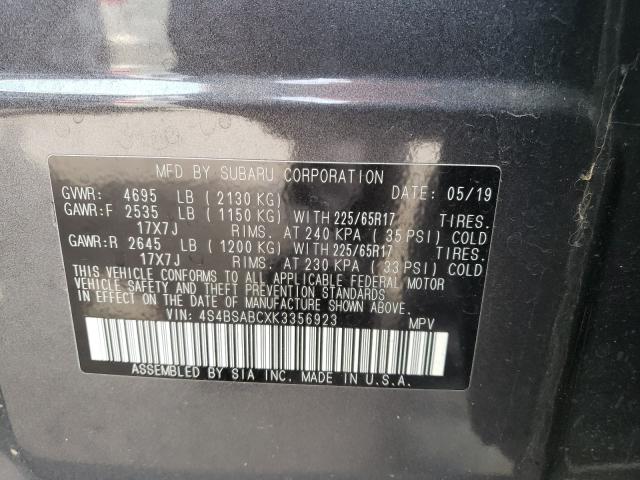 MFD BY SUBARU CORPORATION
GVWR: 4695 LB (2130 KG) DATE: 05/19
GAWR:F 2535 LB (1150 KG) WITH 225/65R17 TIRES.
17X7J RIMS. AT 240 KPA (35 PSI) COLD
GAWR:R 2645 LB (1200 KG) WITH 225/65R17 TIRES.
17X7J RIMS. AT 230 KPA (33 PSI) COLD
THIS VEHICLE CONFORMS TO ALL APPLICABLE FEDERAL MOTOR
VEHICLE SAFETY AND THEFT PREVENTION STANDARDS
IN EFFECT ON THE DATE OF MANUFACTURE SHOWN ABOVE.
VIN: 4S4BSABCXK3356923 MPV
ASSEMBLED BY SIA INC. MADE IN U.S.A.